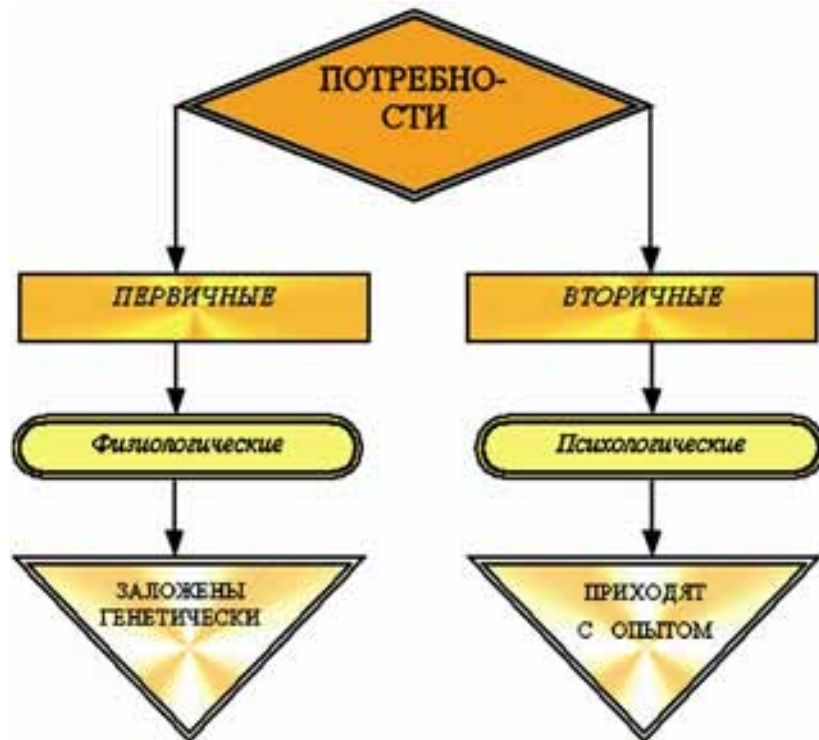 ПОТРЕБНО-
СТИ
ПЕРВИЧНЫЕ
ВТОРИЧНЫЕ
Физиологические
Психологические
ЗАЛОЖЕНЫ
ГЕНЕТИЧЕСКИ
ПРИХОДЯТ
С ОПЫТОМ